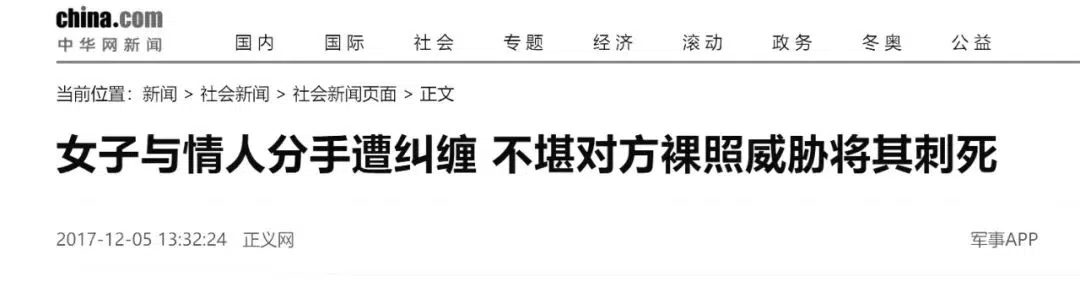 china.com
中华网新闻 国内 国际 社会 专题 经济 滚动 政务 冬奥 公益
当前位置：新闻 > 社会新闻 > 社会新闻页面 > 正文
女子与情人分手遭纠缠 不堪对方裸照威胁将其刺死
2017-12-05 13:32:24 正义网 军事APP